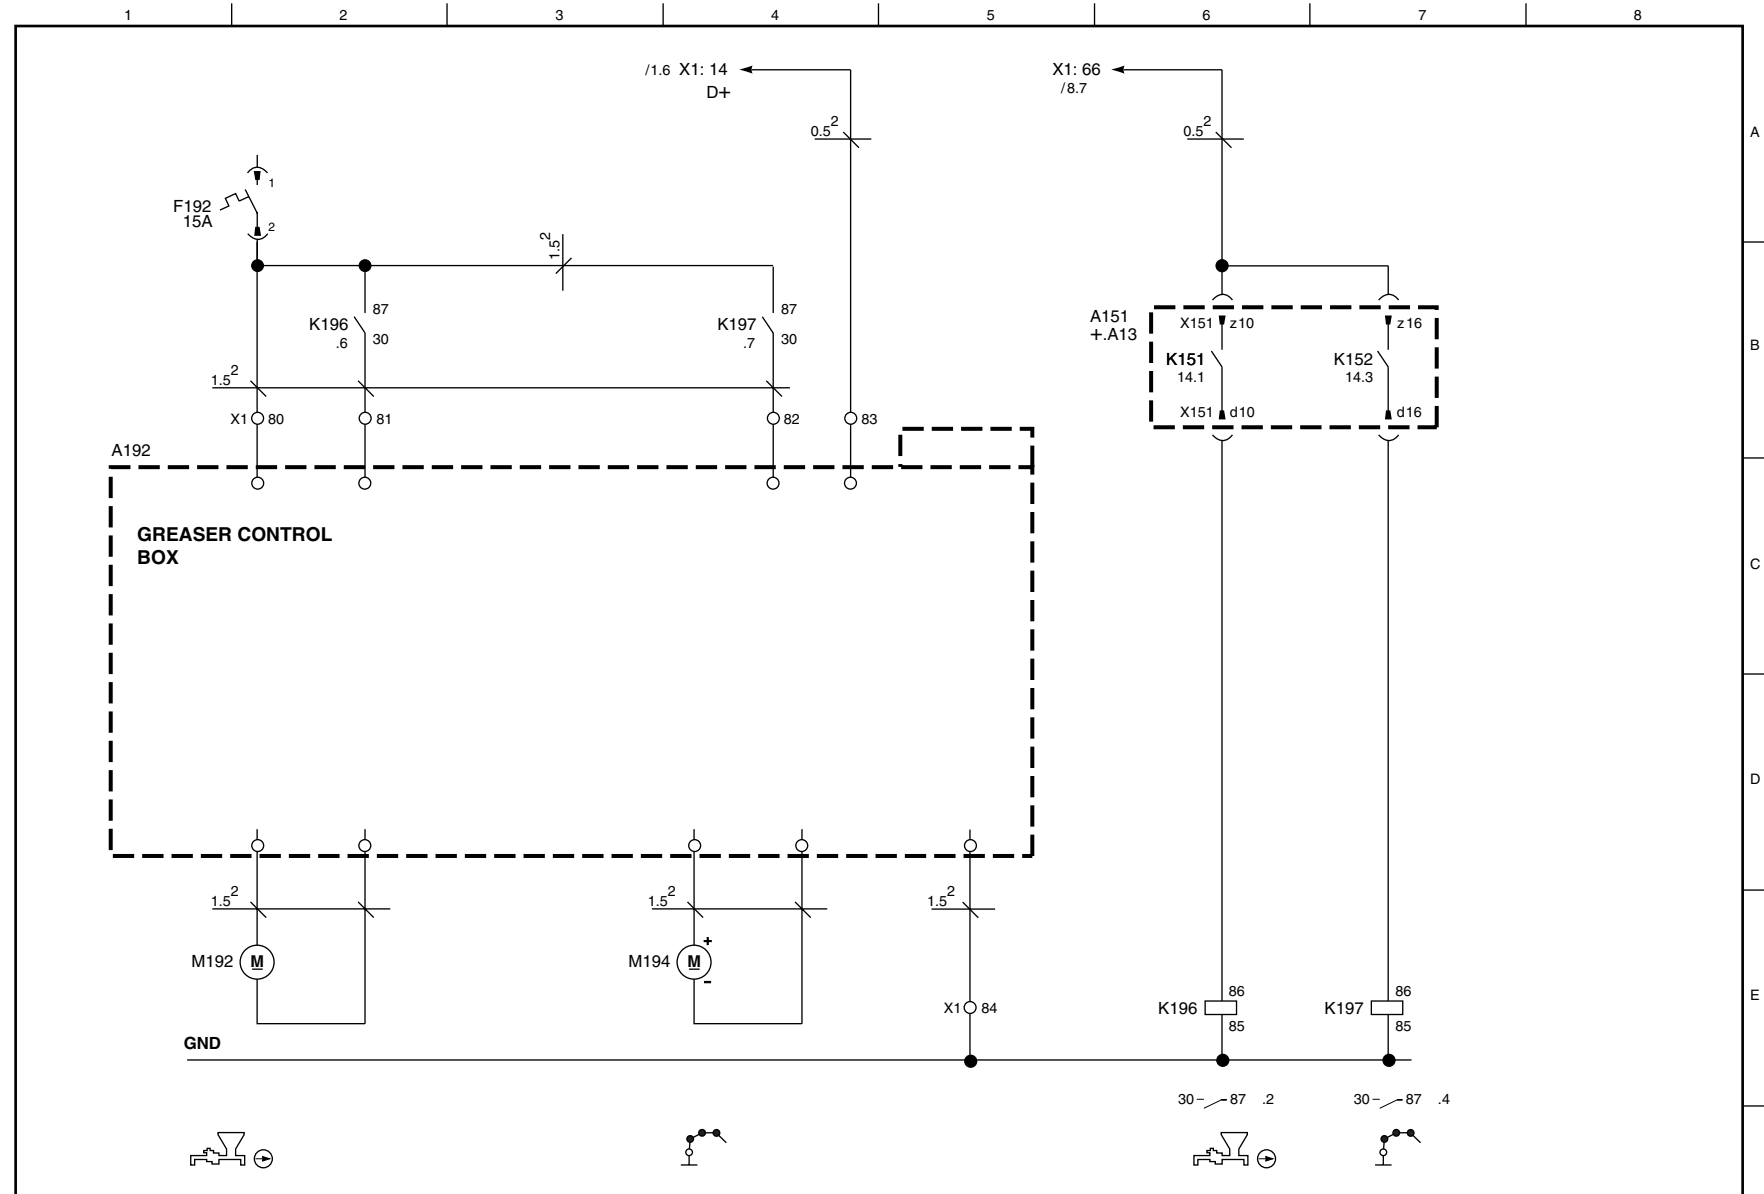 1 2 3 4 5 6 7 8
/1.6 X1: 14
D+
X1: 66
/8.7
0.5²
0.5²
A
1
F192
15A
2
1.5²
87
K196
.6
30
87
K197
.7
30
A151
+.A13
X151 z10
z16
K151
14.1
K152
14.3
X151 d10
d16
B
1.5²
X1 80
81
82
83
A192
GREASER CONTROL
BOX
C
D
1.5²
1.5²
1.5²
M192 M
M194 M
+
-
X1 84
86
K196
85
86
K197
85
E
GND
30 87 .2
30 87 .4